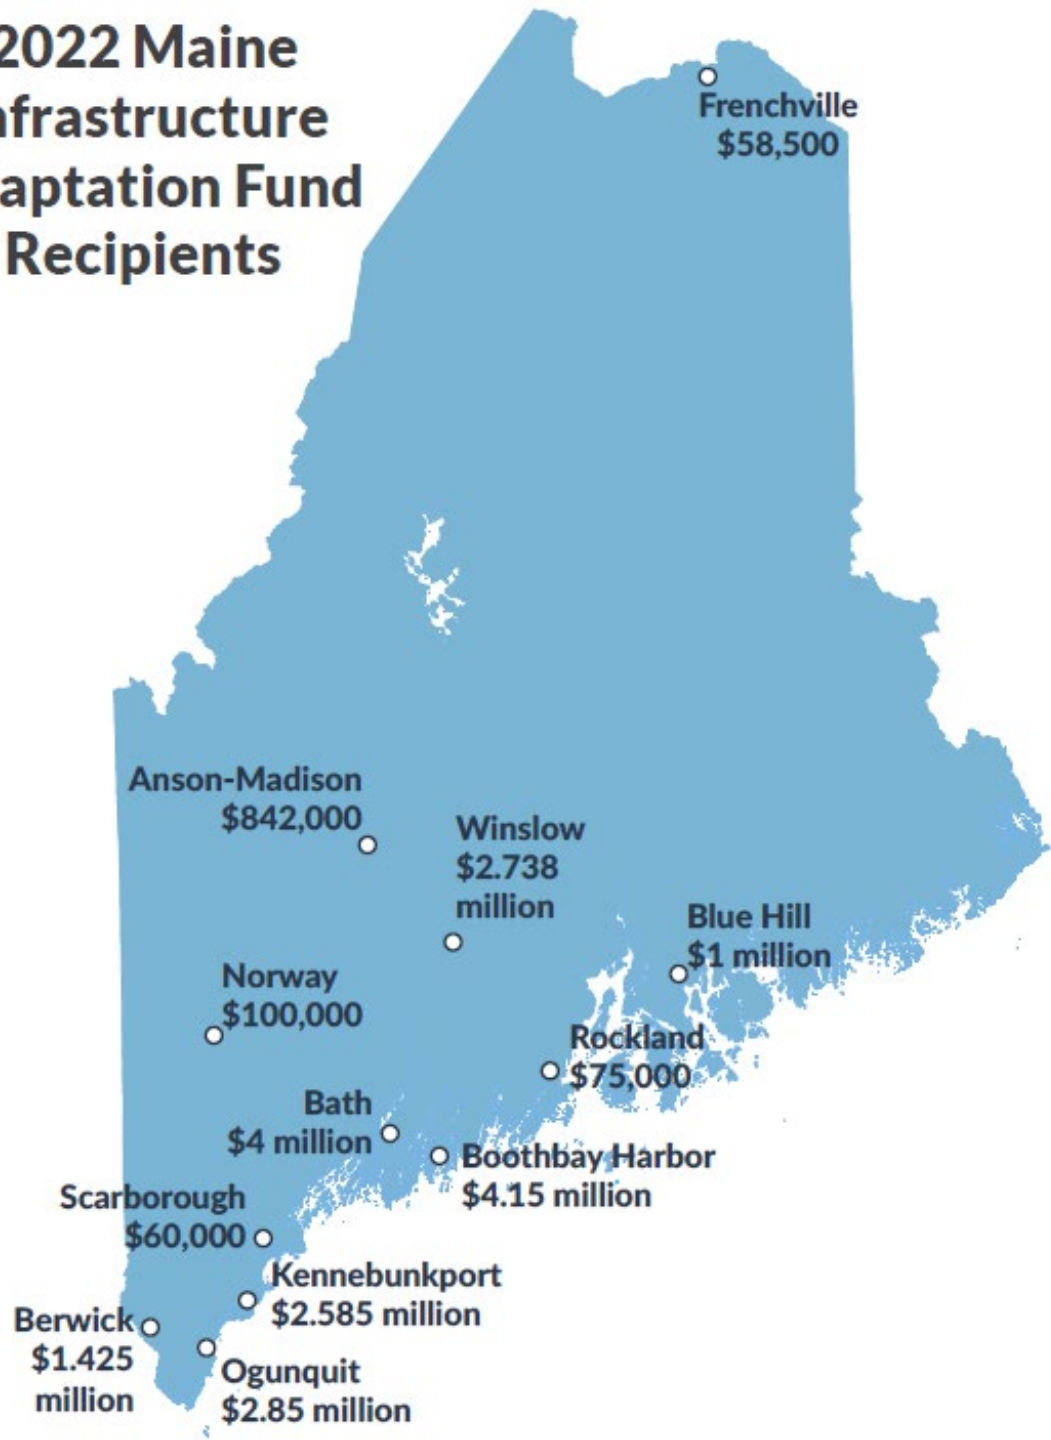 2022 Maine
nfrastructure
aptation Fund
Recipients
Frenchville
$58,500
Anson-Madison
$842,000
Winslow
$2.738
million
Blue Hill
$1 million
Norway
$100,000
Rockland
$75,000
Bath
$4 million
Boothbay Harbor
$4.15 million
Scarborough
$60,000
Kennebunkport
$2.585 million
Berwick
$1.425
million
Ogunquit
$2.85 million